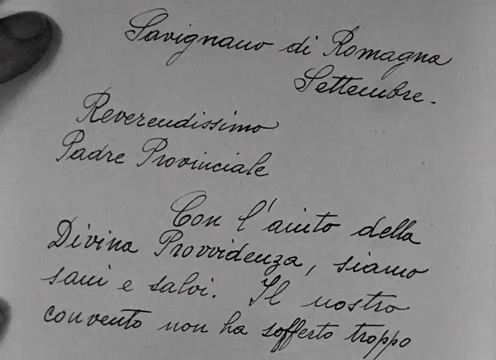 Savignano di Romagna
Settembre.
Reverendissimo
Padre Provinciale
Con l'aiuto della
Divina Provvidenza, siamo
sani e salvi. Il nostro
convento non ha sofferto troppo